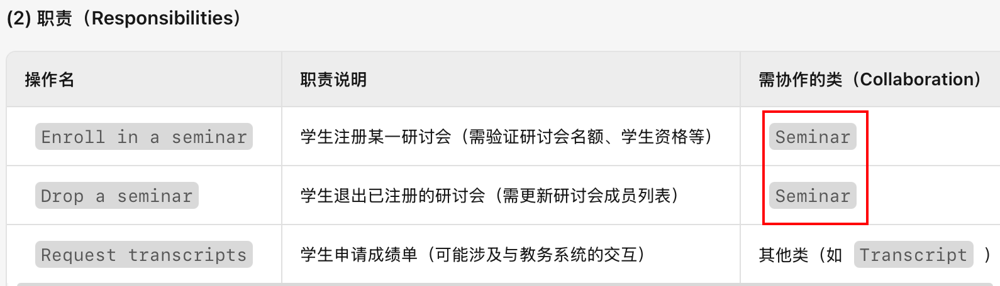 (2) 职责（Responsibilities）
操作名 职责说明 需协作的类（Collaboration）
Enroll in a seminar 学生注册某一研讨会（需验证研讨会名额、学生资格等） Seminar
Drop a seminar 学生退出已注册的研讨会（需更新研讨会成员列表） Seminar
Request transcripts 学生申请成绩单（可能涉及与教务系统的交互） 其他类（如 Transcript ）